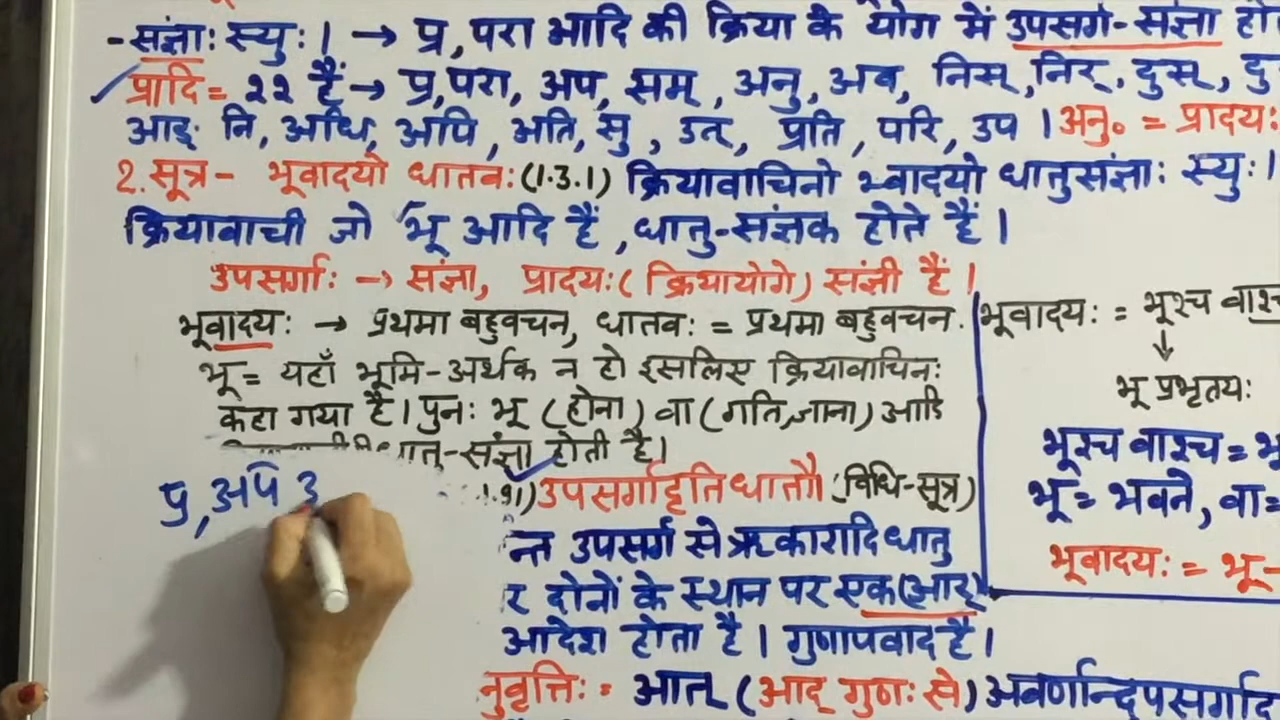 -संज्ञाः स्युः । → प्र, परा आदि की क्रिया के योग में उपसर्ग-संज्ञा
प्रादि = २२ हैं → प्र, परा, अप, सम्, अनु, अव, निस्, निर्, दुस्,
आङ् नि, अधि, अपि, अति, सु, उत्, प्रति, परि, उप । अनु० = प्रादयः
2. सूत्र - भूवादयो धातवः (1.3.1) क्रियावाचिनो भ्वादयो धातुसंज्ञाः स्युः ।
क्रियावाची जो भू आदि हैं, धातु-संज्ञक होते हैं ।
उपसर्गाः → संज्ञा, प्रादयः (क्रियायोगे) संज्ञी हैं ।
भूवादयः → प्रथमा बहुवचन, धातवः = प्रथमा बहुवचन.
भू = यहाँ भूमि-अर्थक न हो इसलिए क्रियावाचिनः
कहा गया है । पुनः भू (होना) वा (गति, जाना) आदि
-संज्ञा होती है ।
उपसर्गादृति धातौ (विधि-सूत्र)
न्त उपसर्ग से ऋकारादि धातु
र दोनों के स्थान पर एक (आर्)
आदेश होता है । गुणापवाद है ।
नुवृत्तिः = आत् (आद् गुणः से) अवर्णान्दुपसर्गाद
प्र, अप
भूवादयः = भूश्च वाश्च
↓
भू प्रभृतयः
भूश्च वाश्च = भू
भू = भवने, वा =
भूवादयः = भू-